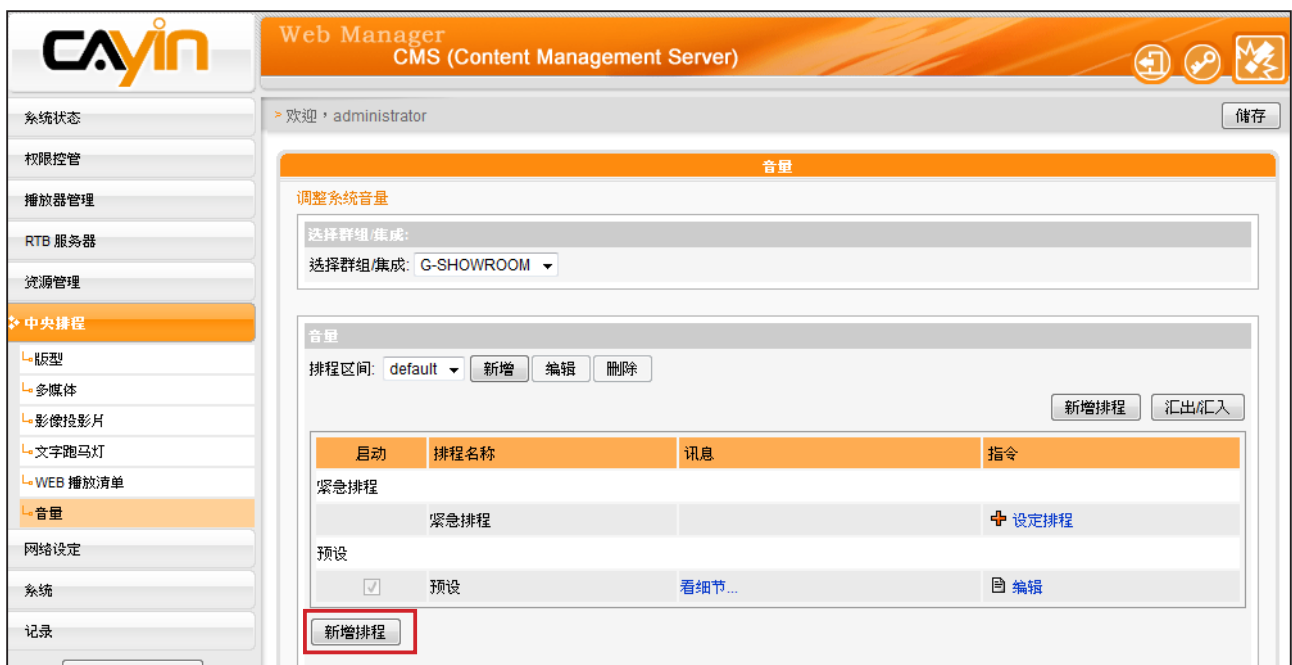 CAYIN
Web Manager
CMS (Content Management Server)
系统状态
权限控管
播放器管理
RTB 服务器
资源管理
中央排程
版型
多媒体
影像投影片
文字跑马灯
WEB 播放清单
音量
网络设定
系统
记录
> 欢迎，administrator
储存
音量
调整系统音量
选择群组/集成:
选择群组/集成: G-SHOWROOM
音量
排程区间: default 新增 编辑 删除
新增排程 汇出/汇入
启动 排程名称 讯息 指令
紧急排程
紧急排程 设定排程
预设
预设 看细节... 编辑
新增排程